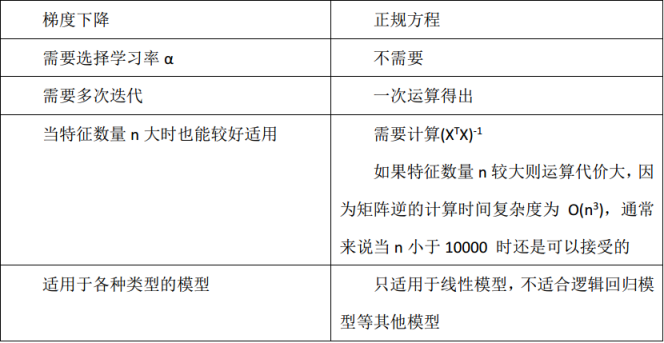 梯度下降
正规方程
需要选择学习率 α
不需要
需要多次迭代
一次运算得出
当特征数量 n 大时也能较好适用
需要计算(XᵀX)⁻¹
如果特征数量 n 较大则运算代价大，因
为矩阵逆的计算时间复杂度为 O(n³)，通常
来说当 n 小于 10000 时还是可以接受的
适用于各种类型的模型
只适用于线性模型，不适合逻辑回归模
型等其他模型